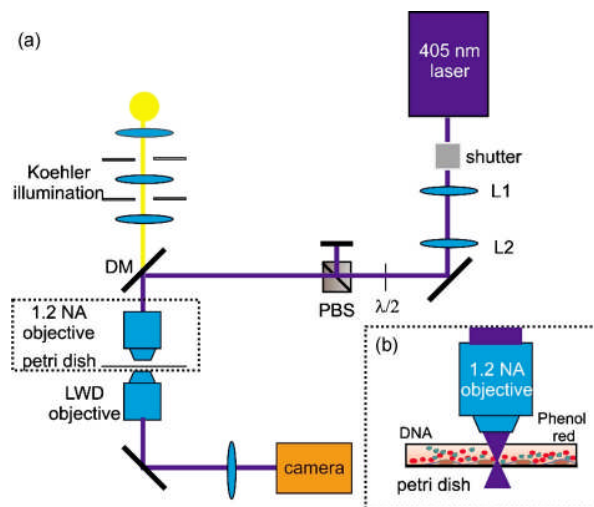 (a)
405 nm
laser
shutter
L1
L2
Koehler
illumination
DM
PBS
λ/2
1.2 NA
objective
petri dish
LWD
objective
camera
(b)
1.2 NA
objective
DNA
Phenol
red
petri dish